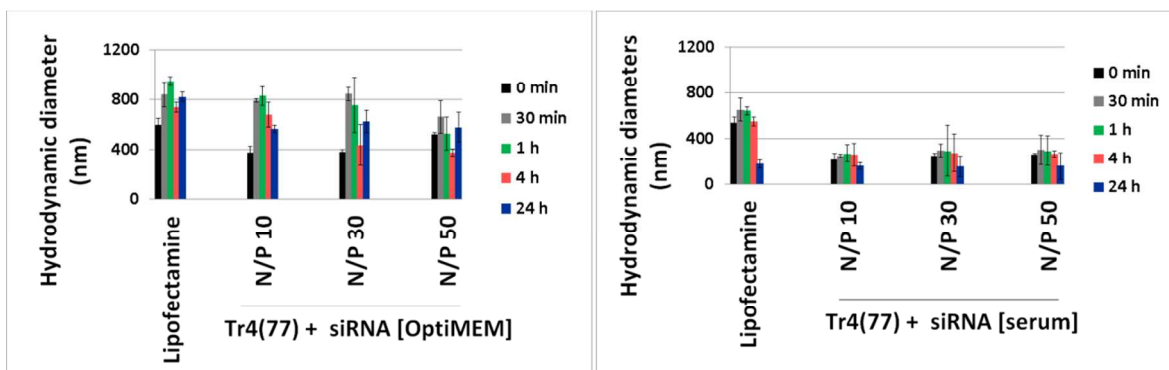 Hydrodynamic diameter
(nm)
1200
800
400
0
0 min
30 min
1 h
4 h
24 h
Lipofectamine
N/P 10
N/P 30
N/P 50
Tr4(77) + siRNA [OptiMEM]
Hydrodynamic diameters
(nm)
1200
800
400
0
0 min
30 min
1 h
4 h
24 h
Lipofectamine
N/P 10
N/P 30
N/P 50
Tr4(77) + siRNA [serum]